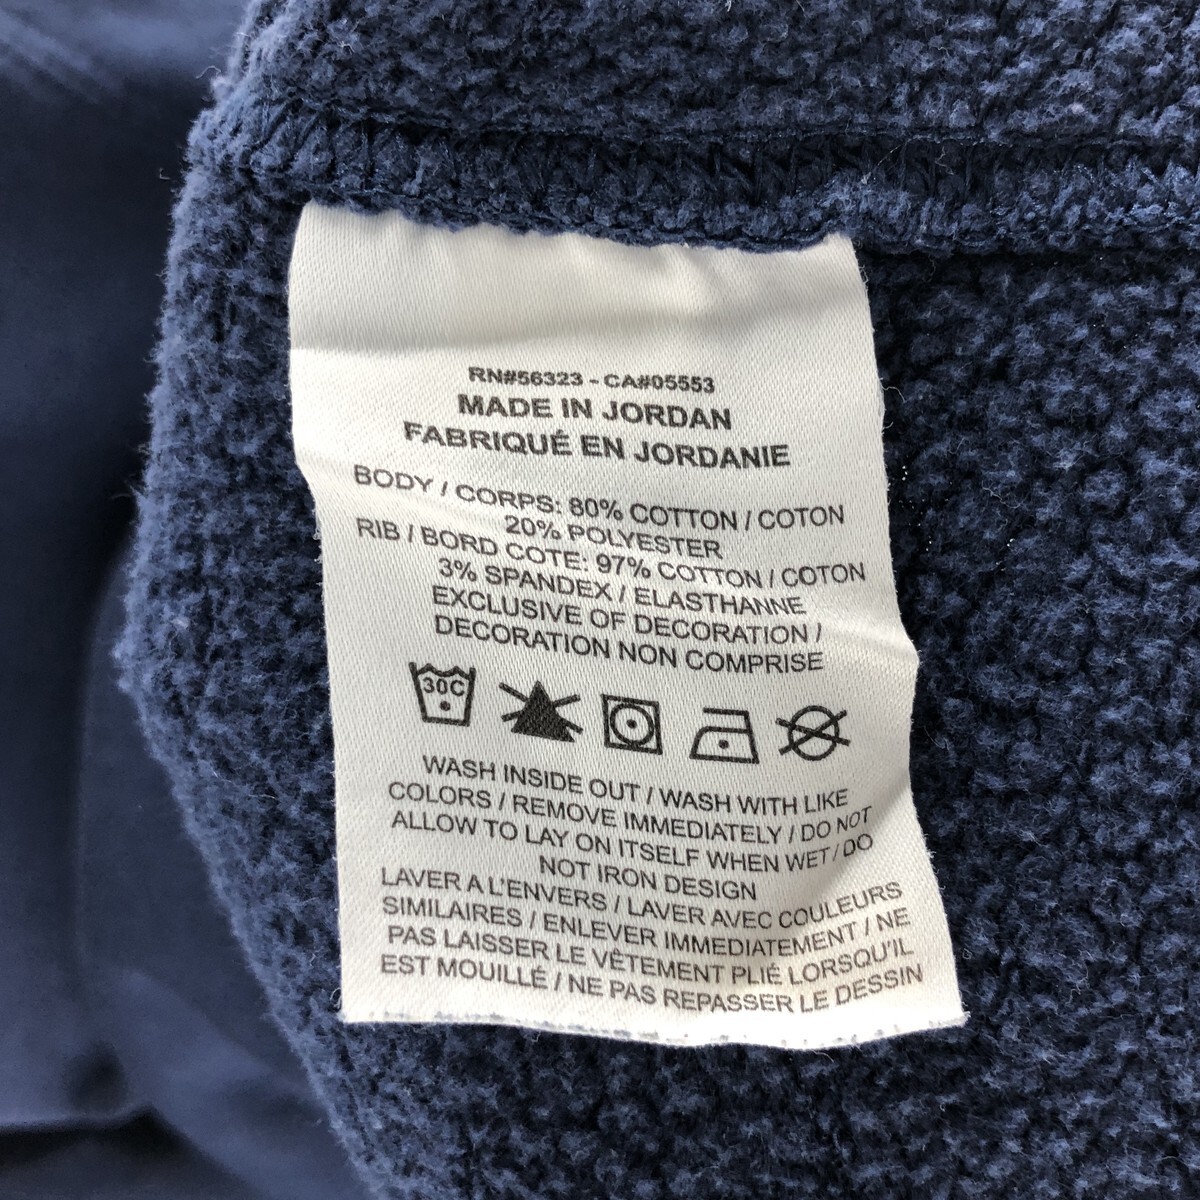 RN#56323 - CA#05553
MADE IN JORDAN
FABRIQUÉ EN JORDANIE
BODY / CORPS: 80% COTTON / COTON
20% POLYESTER
RIB / BORD COTE: 97% COTTON / COTON
3% SPANDEX / ELASTHANNE
EXCLUSIVE OF DECORATION /
DECORATION NON COMPRISE
30C
WASH INSIDE OUT / WASH WITH LIKE
COLORS / REMOVE IMMEDIATELY / DO NOT
ALLOW TO LAY ON ITSELF WHEN WET / DO
NOT IRON DESIGN
LAVER A L'ENVERS / LAVER AVEC COULEURS
SIMILAIRES / ENLEVER IMMEDIATEMENT / NE
PAS LAISSER LE VÊTEMENT PLIÉ LORSQU'IL
EST MOUILLÉ / NE PAS REPASSER LE DESSIN